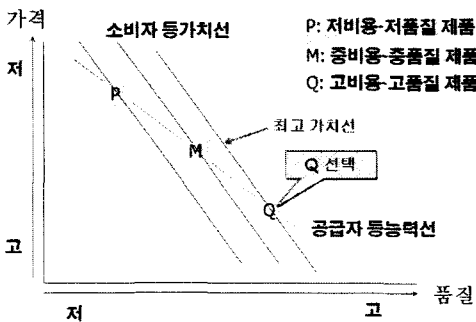 가격
소비자 등가치선
P: 저비용-저품질 제품
M: 중비용-중품질 제품
Q: 고비용-고품질 제품
저
P
최고 가치선
M
Q 선택
Q
공급자 등능력선
고
품질
저
고